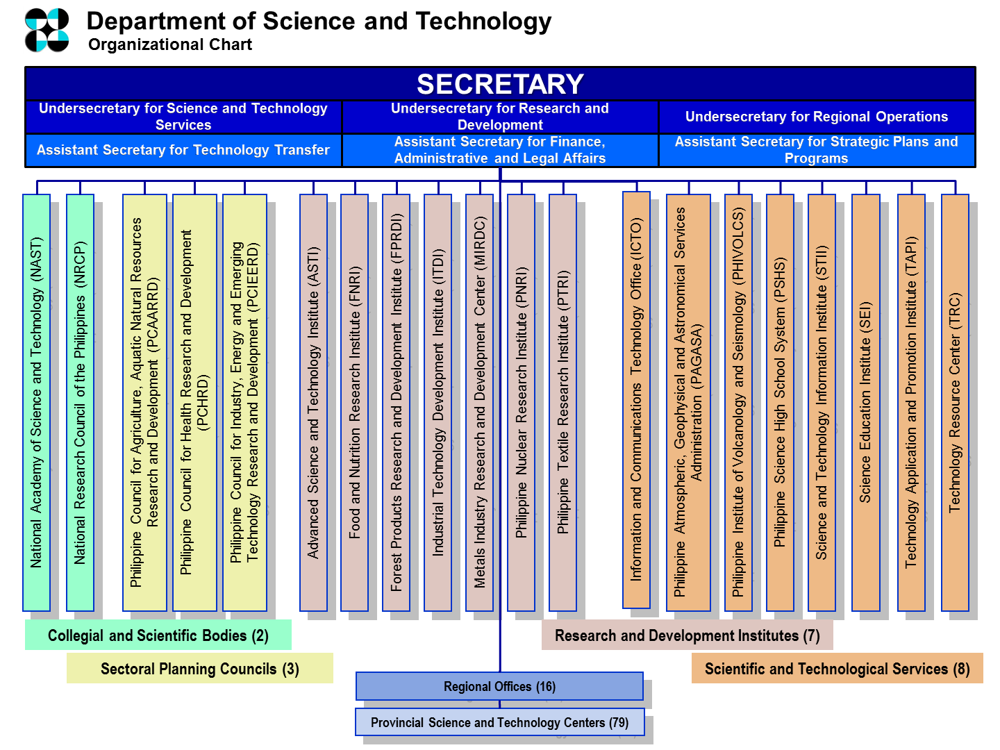 Department of Science and Technology
Organizational Chart
SECRETARY
Undersecretary for Science and Technology
Services
Undersecretary for Research and
Development
Undersecretary for Regional Operations
Assistant Secretary for Technology Transfer
Assistant Secretary for Finance,
Administrative and Legal Affairs
Assistant Secretary for Strategic Plans and
Programs
National Academy of Science and Technology (NAST)
National Research Council of the Philippines (NRCP)
Philippine Council for Agriculture, Aquatic Natural Resources
Research and Development (PCAARRD)
Philippine Council for Health Research and Development
(PCHRD)
Philippine Council for Industry, Energy and Emerging
Technology Research and Development (PCIEERD)
Advanced Science and Technology Institute (ASTI)
Food and Nutrition Research Institute (FNRI)
Forest Products Research and Development Institute (FPRDI)
Industrial Technology Development Institute (ITDI)
Metals Industry Research and Development Center (MIRDC)
Philippine Nuclear Research Institute (PNRI)
Philippine Textile Research Institute (PTRI)
Information and Communications Technology Office (ICTO)
Philippine Atmospheric, Geophysical and Astronomical Services
Administration (PAGASA)
Philippine Institute of Volcanology and Seismology (PHIVOLCS)
Philippine Science High School System (PSHS)
Science and Technology Information Institute (STII)
Science Education Institute (SEI)
Technology Application and Promotion Institute (TAPI)
Technology Resource Center (TRC)
Collegial and Scientific Bodies (2)
Research and Development Institutes (7)
Sectoral Planning Councils (3)
Scientific and Technological Services (8)
Regional Offices (16)
Provincial Science and Technology Centers (79)